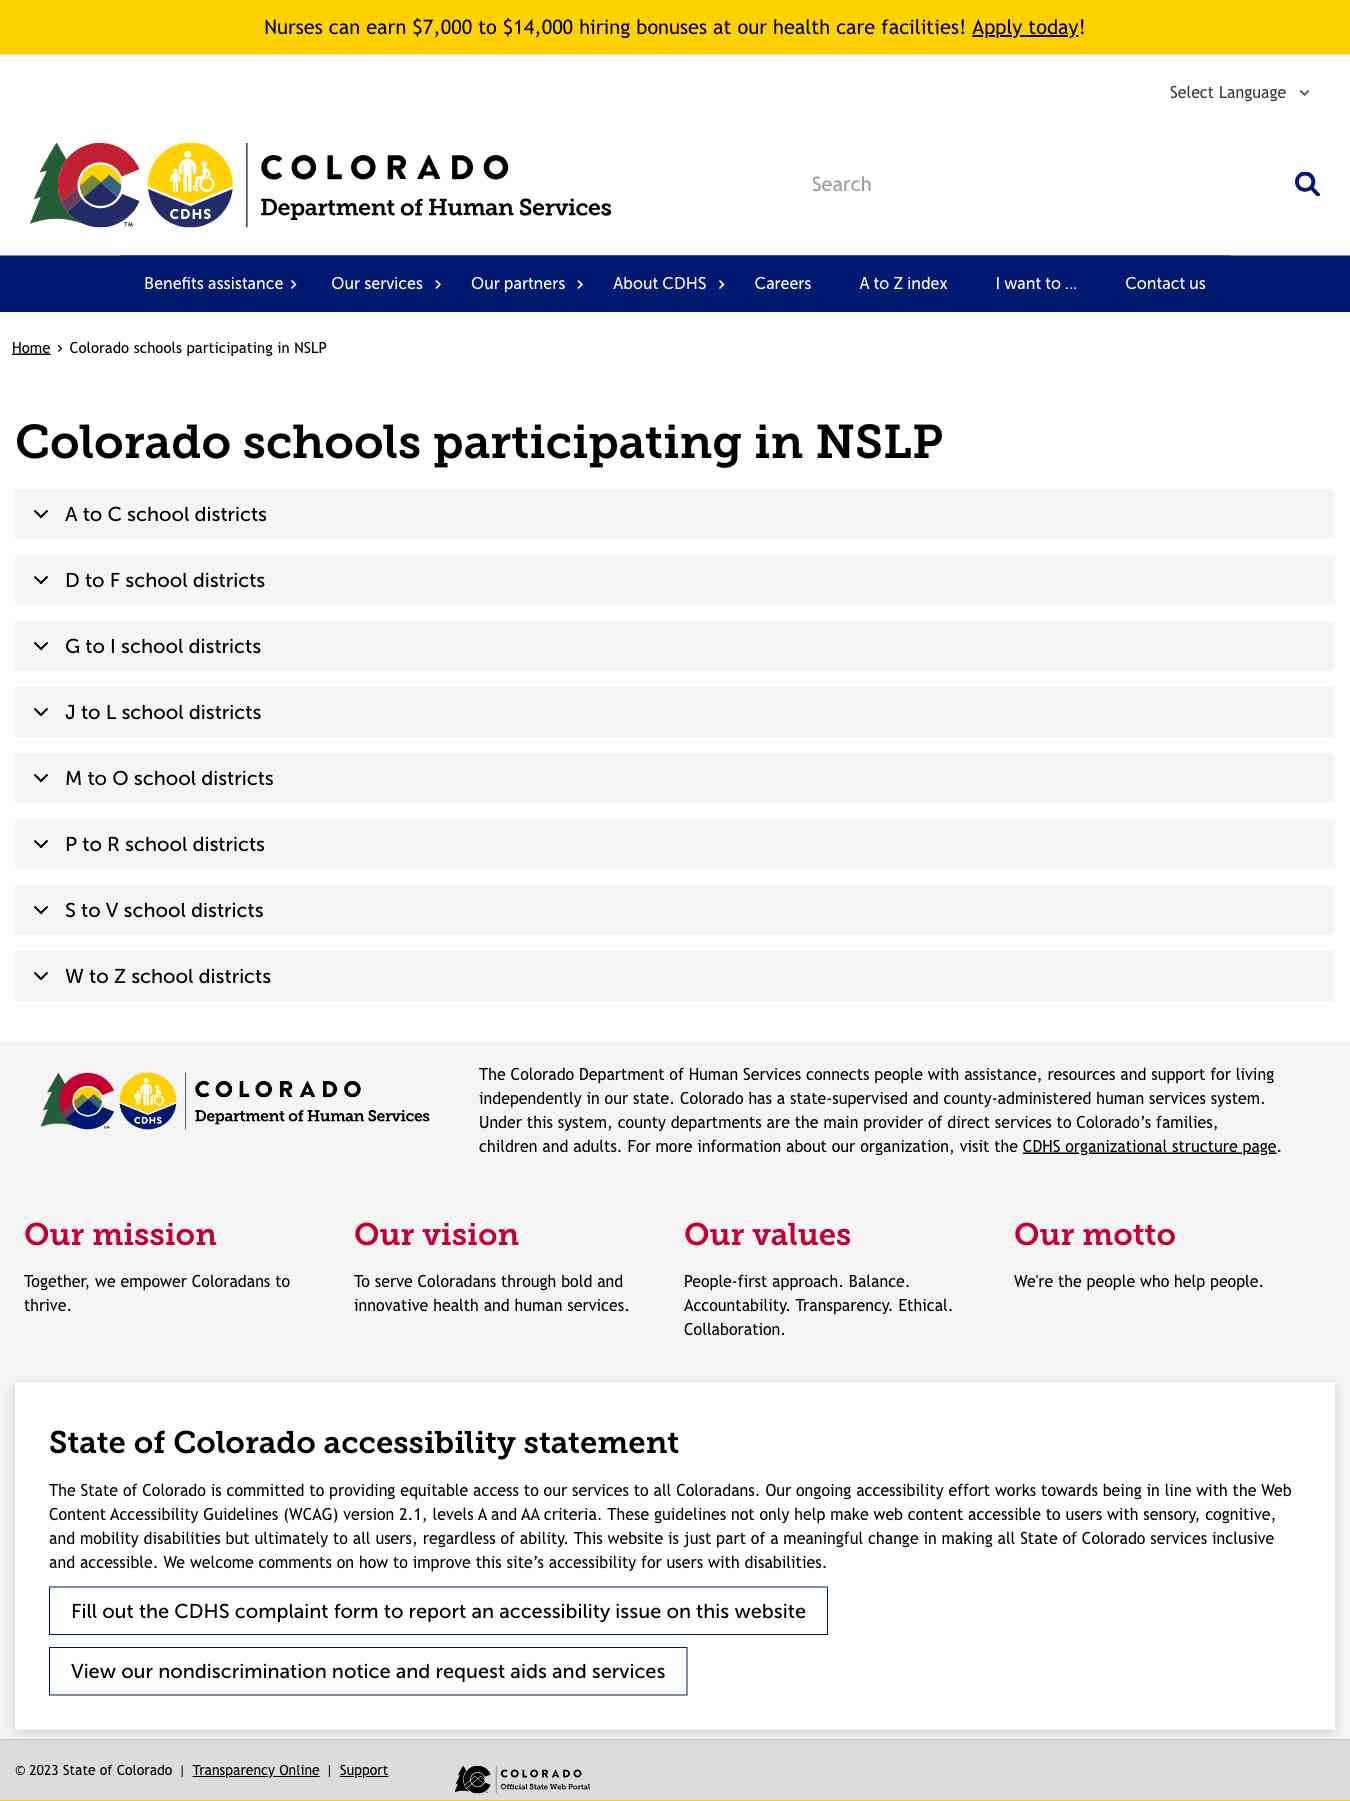 Nurses can earn $7,000 to $14,000 hiring bonuses at our health care facilities! Apply today!
Select Language
CDHS
TM
COLORADO
Department of Human Services
Search
Benefits assistance
Our services
Our partners
About CDHS
Careers
A to Z index
I want to ...
Contact us
Home › Colorado schools participating in NSLP
Colorado schools participating in NSLP
A to C school districts
D to F school districts
G to I school districts
J to L school districts
M to O school districts
P to R school districts
S to V school districts
W to Z school districts
CDHS
TM
COLORADO
Department of Human Services
The Colorado Department of Human Services connects people with assistance, resources and support for living
independently in our state. Colorado has a state-supervised and county-administered human services system.
Under this system, county departments are the main provider of direct services to Colorado’s families,
children and adults. For more information about our organization, visit the CDHS organizational structure page.
Our mission
Together, we empower Coloradans to
thrive.
Our vision
To serve Coloradans through bold and
innovative health and human services.
Our values
People-first approach. Balance.
Accountability. Transparency. Ethical.
Collaboration.
Our motto
We're the people who help people.
State of Colorado accessibility statement
The State of Colorado is committed to providing equitable access to our services to all Coloradans. Our ongoing accessibility effort works towards being in line with the Web
Content Accessibility Guidelines (WCAG) version 2.1, levels A and AA criteria. These guidelines not only help make web content accessible to users with sensory, cognitive,
and mobility disabilities but ultimately to all users, regardless of ability. This website is just part of a meaningful change in making all State of Colorado services inclusive
and accessible. We welcome comments on how to improve this site’s accessibility for users with disabilities.
Fill out the CDHS complaint form to report an accessibility issue on this website
View our nondiscrimination notice and request aids and services
© 2023 State of Colorado | Transparency Online | Support
COLORADO
Official State Web Portal